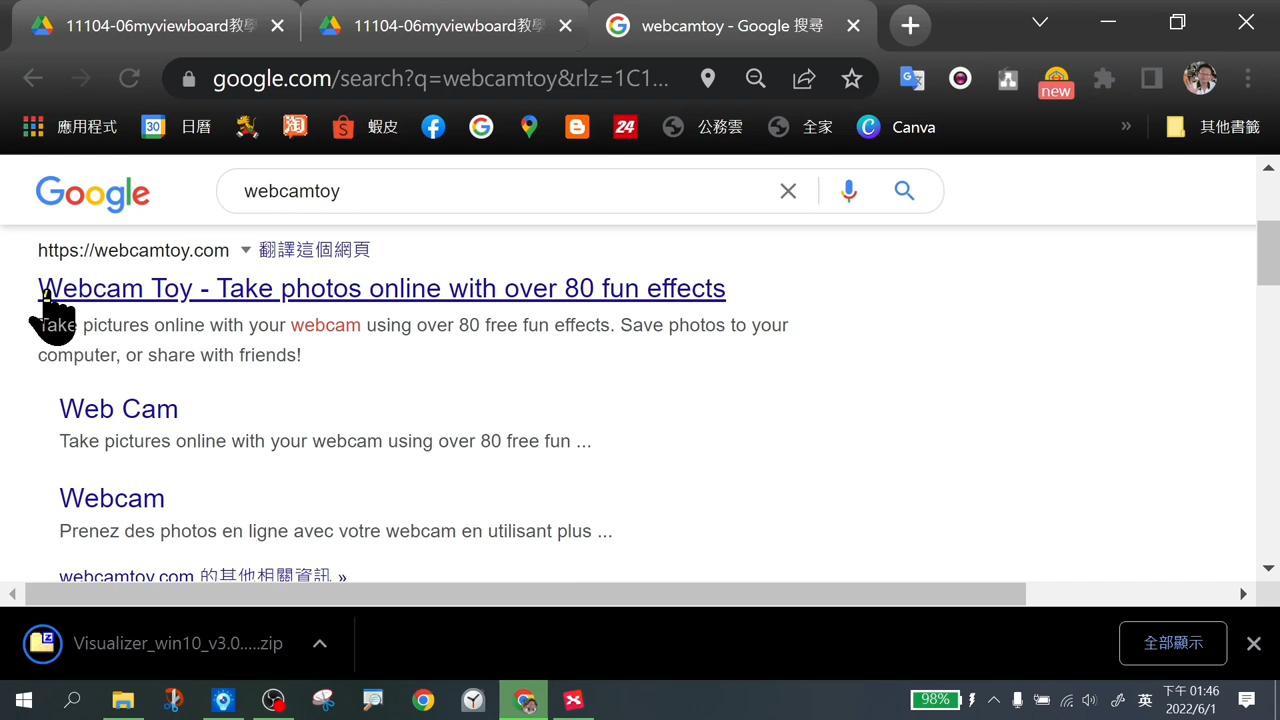 11104-06myviewboard教學
11104-06myviewboard教學
webcamtoy - Google 搜尋
google.com/search?q=webcamtoy&rlz=1C1...
new
應用程式
30
日曆
淘
蝦皮
24
公務雲
全家
Canva
»
其他書籤
Google
webcamtoy
https://webcamtoy.com
翻譯這個網頁
Webcam Toy - Take photos online with over 80 fun effects
Take pictures online with your webcam using over 80 free fun effects. Save photos to your
computer, or share with friends!
Web Cam
Take pictures online with your webcam using over 80 free fun ...
Webcam
Prenez des photos en ligne avec votre webcam en utilisant plus ...
webcamtoy.com 的其他相關資訊 »
Visualizer_win10_v3.0.....zip
全部顯示
98%
英
下午 01:46
2022/6/1